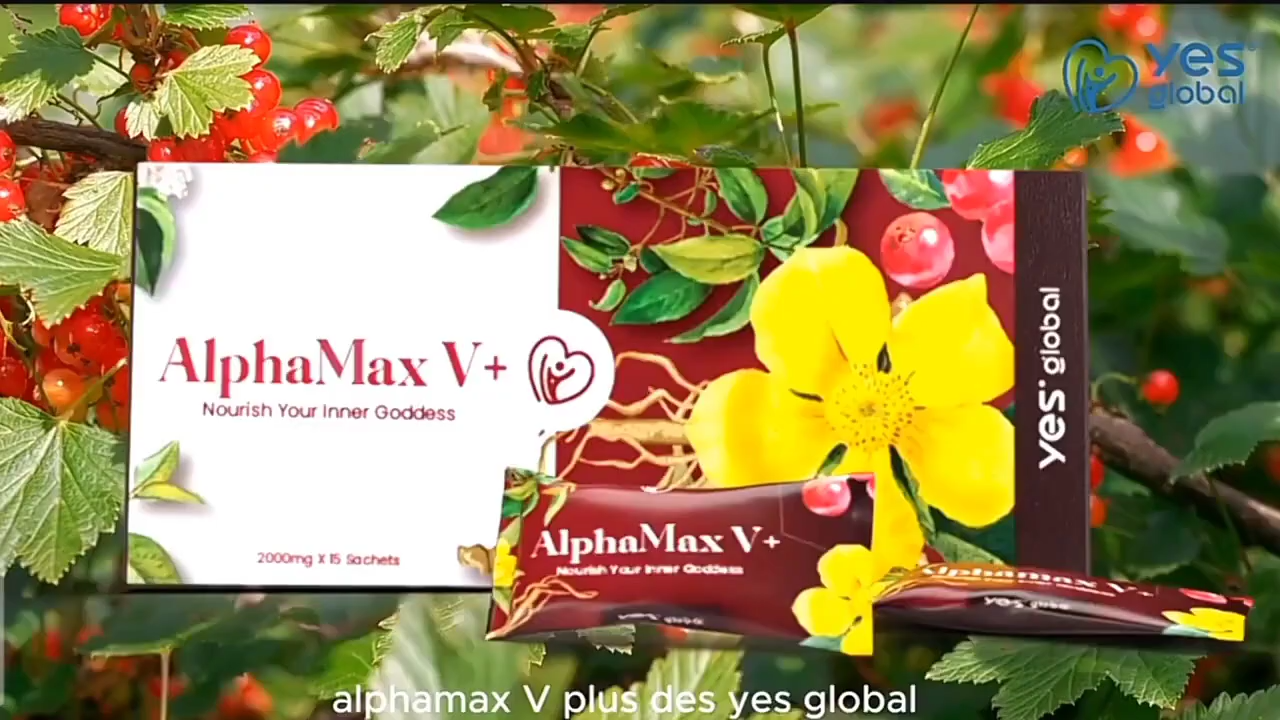 yes
global
AlphaMax V+
Nourish Your Inner Goddess
2000mg X 15 Sachets
yes global
AlphaMax V+
Nourish Your Inner Goddess
yes global
Alphamax V+
yes global
alphamax V plus des yes global